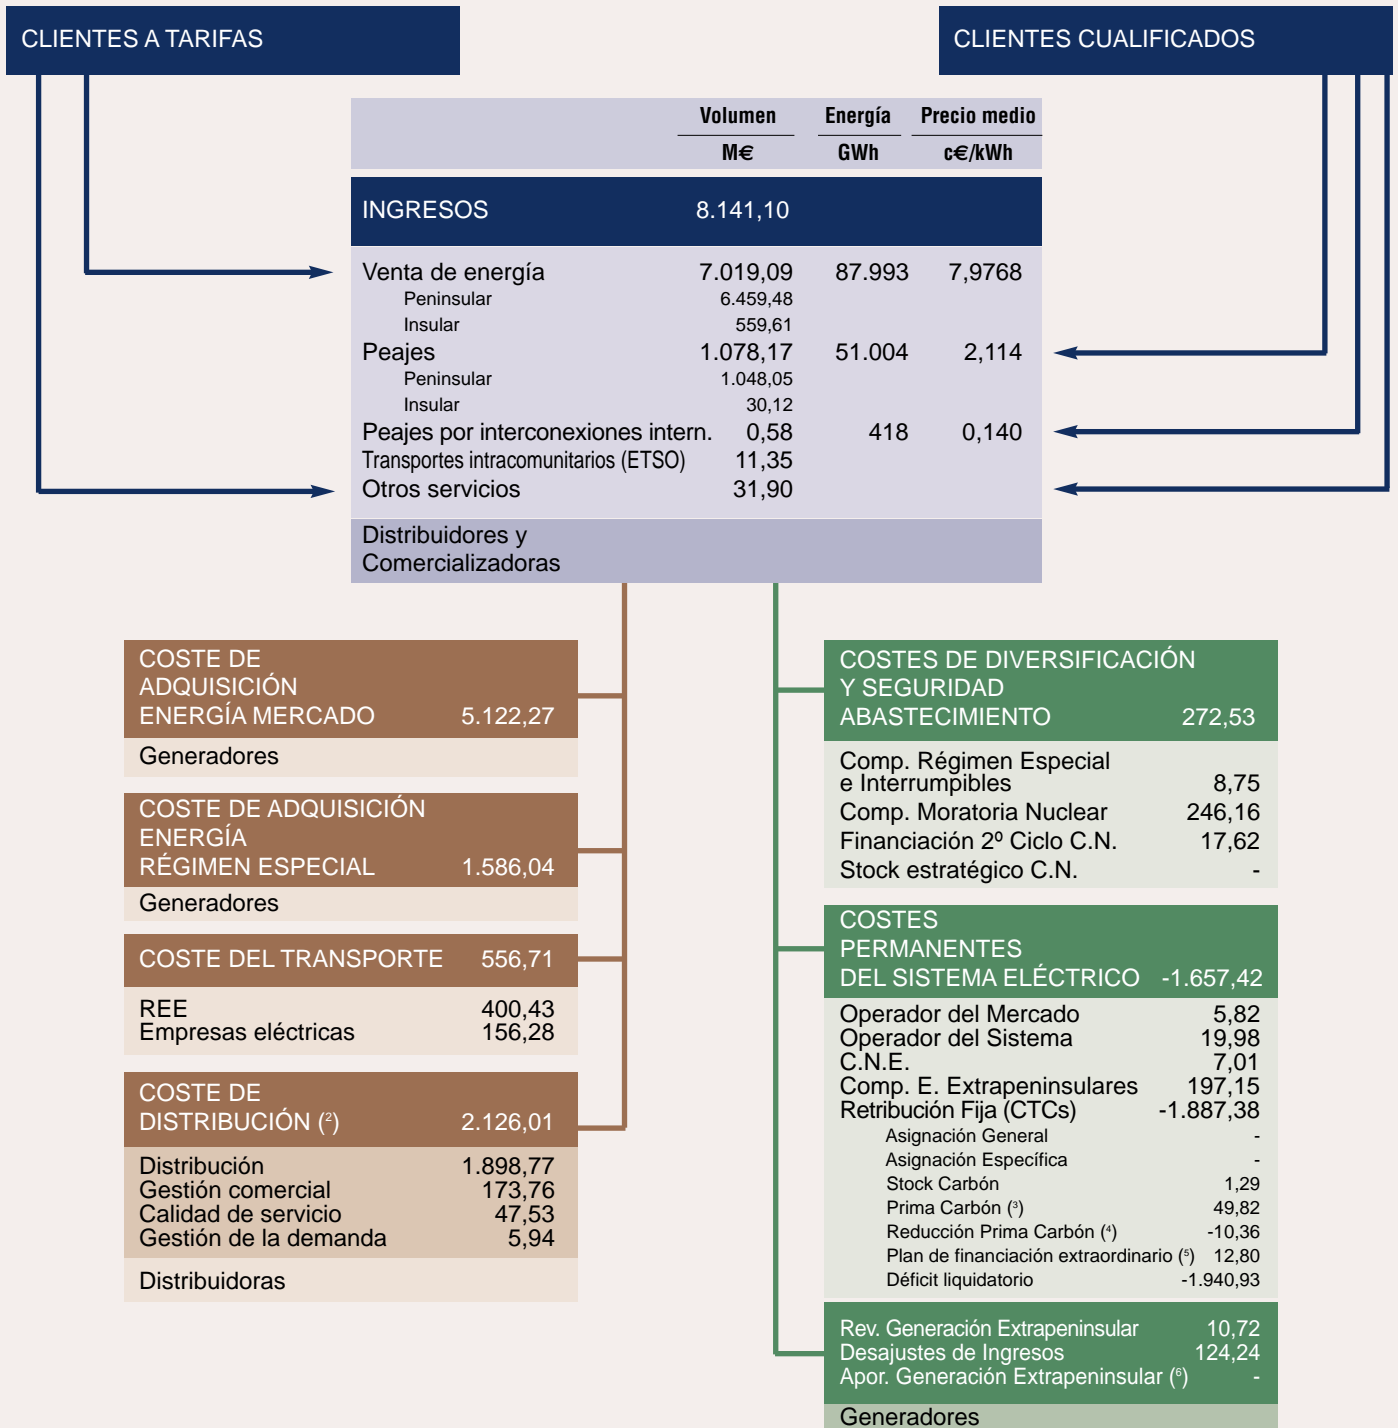 CLIENTES A TARIFAS
CLIENTES CUALIFICADOS
Volumen Energía Precio medio
M€ GWh c€/kWh
INGRESOS 8.141,10
Venta de energía 7.019,09 87.993 7,9768
Peninsular 6.459,48
Insular 559,61
Peajes 1.078,17 51.004 2,114
Peninsular 1.048,05
Insular 30,12
Peajes por interconexiones intern. 0,58 418 0,140
Transportes intracomunitarios (ETSO) 11,35
Otros servicios 31,90
Distribuidores y
Comercializadoras
COSTE DE
ADQUISICIÓN
ENERGÍA MERCADO 5.122,27
Generadores
COSTE DE ADQUISICIÓN
ENERGÍA
RÉGIMEN ESPECIAL 1.586,04
Generadores
COSTE DEL TRANSPORTE 556,71
REE 400,43
Empresas eléctricas 156,28
COSTE DE
DISTRIBUCIÓN (²) 2.126,01
Distribución 1.898,77
Gestión comercial 173,76
Calidad de servicio 47,53
Gestión de la demanda 5,94
Distribuidoras
COSTES DE DIVERSIFICACIÓN
Y SEGURIDAD
ABASTECIMIENTO 272,53
Comp. Régimen Especial
e Interrumpibles 8,75
Comp. Moratoria Nuclear 246,16
Financiación 2º Ciclo C.N. 17,62
Stock estratégico C.N. -
COSTES
PERMANENTES
DEL SISTEMA ELÉCTRICO -1.657,42
Operador del Mercado 5,82
Operador del Sistema 19,98
C.N.E. 7,01
Comp. E. Extrapeninsulares 197,15
Retribución Fija (CTCs) -1.887,38
Asignación General -
Asignación Específica -
Stock Carbón 1,29
Prima Carbón (³) 49,82
Reducción Prima Carbón (⁴) -10,36
Plan de financiación extraordinario (⁵) 12,80
Déficit liquidatorio -1.940,93
Rev. Generación Extrapeninsular 10,72
Desajustes de Ingresos 124,24
Apor. Generación Extrapeninsular (⁶) -
Generadores